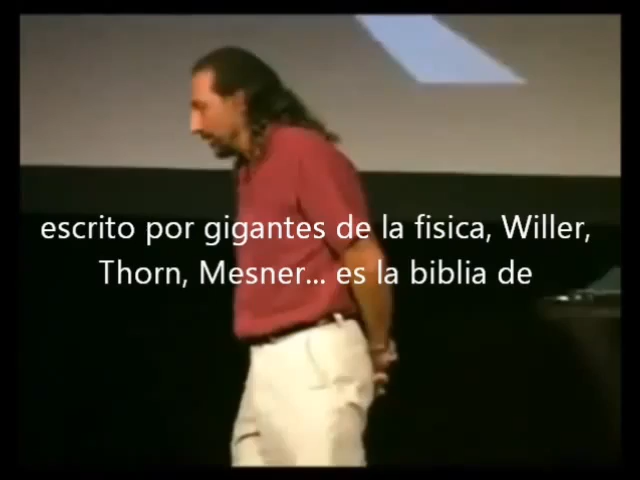 escrito por gigantes de la fisica, Willer,
Thorn, Mesner... es la biblia de